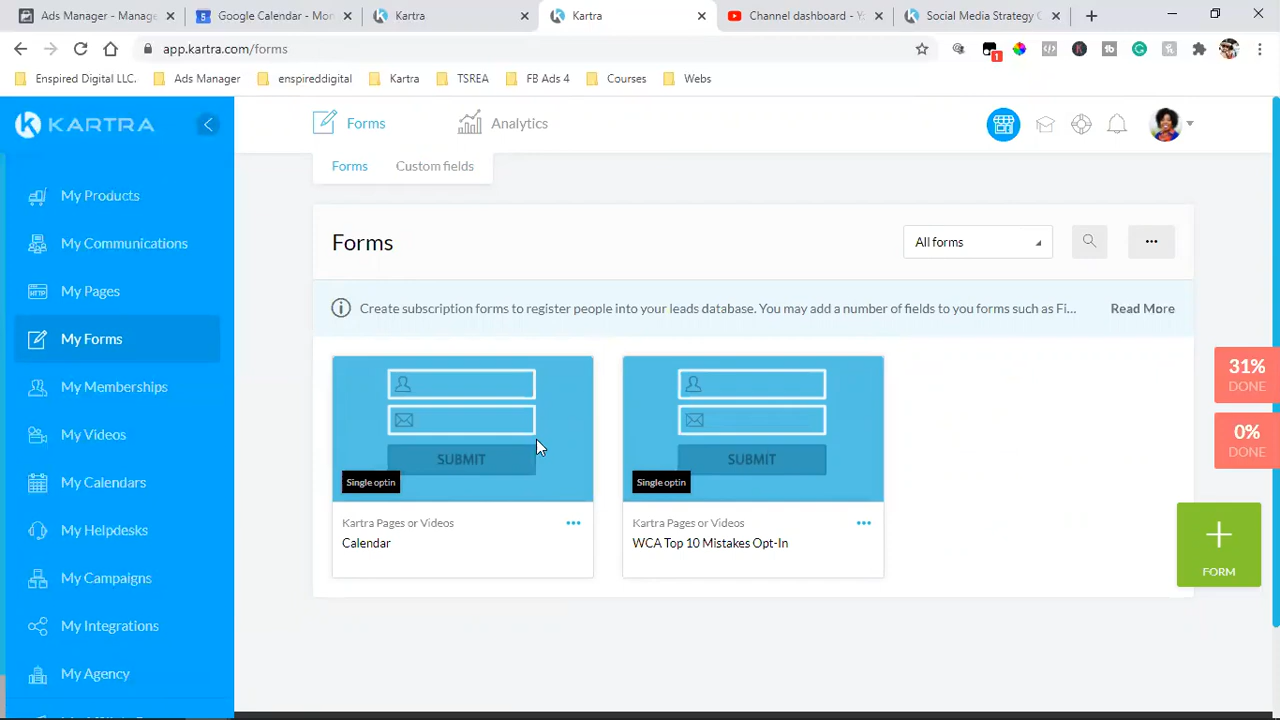 Ads Manager - Manage
Google Calendar - Mon
Kartra
Kartra
Channel dashboard - Y
Social Media Strategy C
app.kartra.com/forms
1
Enspired Digital LLC.
Ads Manager
enspireddigital
Kartra
TSREA
FB Ads 4
Courses
Webs
KARTRA
Forms
Analytics
Forms
Custom fields
My Products
My Communications
My Pages
My Forms
My Memberships
My Videos
My Calendars
My Helpdesks
My Campaigns
My Integrations
My Agency
Forms
All forms
Create subscription forms to register people into your leads database. You may add a number of fields to you forms such as Fi...
Read More
SUBMIT
Single optin
Kartra Pages or Videos
Calendar
SUBMIT
Single optin
Kartra Pages or Videos
WCA Top 10 Mistakes Opt-In
31%
DONE
0%
DONE
FORM